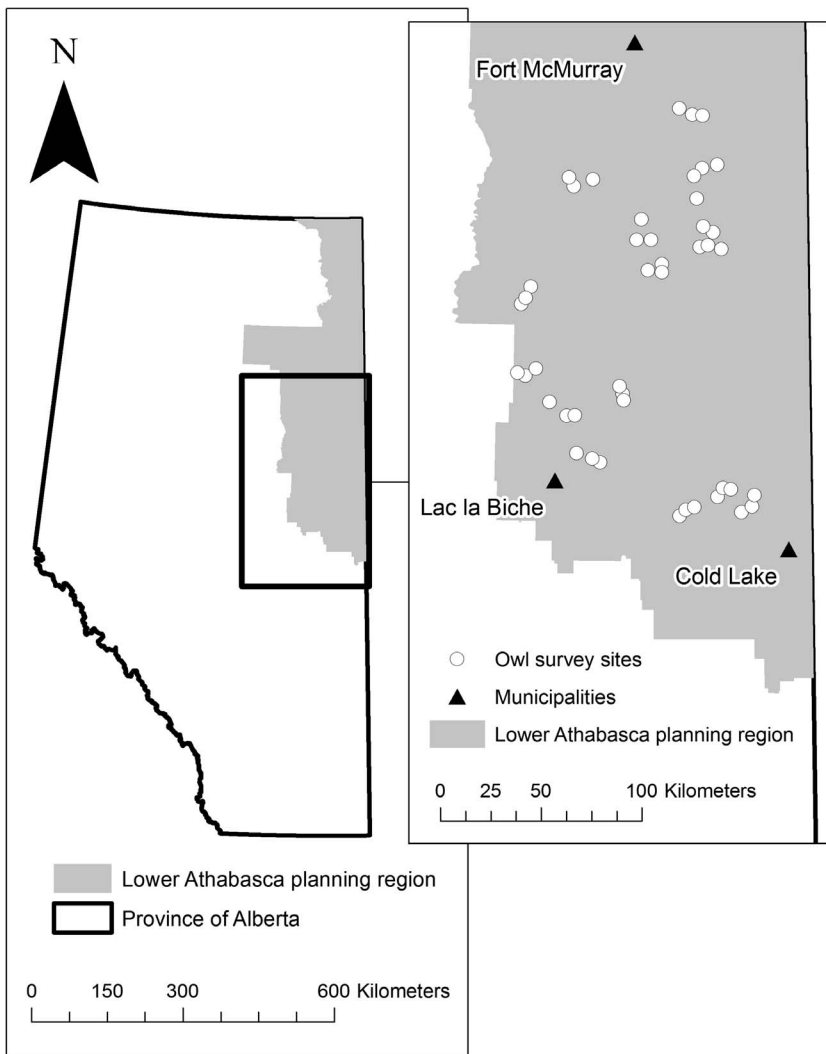 N
Fort McMurray
Lac la Biche
Cold Lake
Owl survey sites
Municipalities
Lower Athabasca planning region
0 25 50 100 Kilometers
Lower Athabasca planning region
Province of Alberta
0 150 300 600 Kilometers